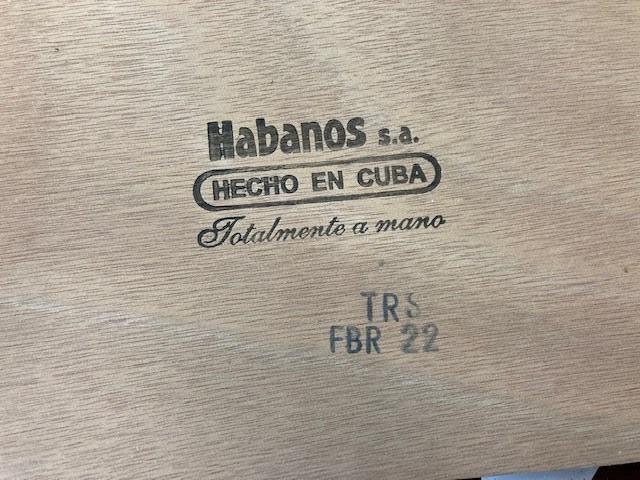 Habanos s.a.
HECHO EN CUBA
Totalmente a mano
TRS
FBR 22